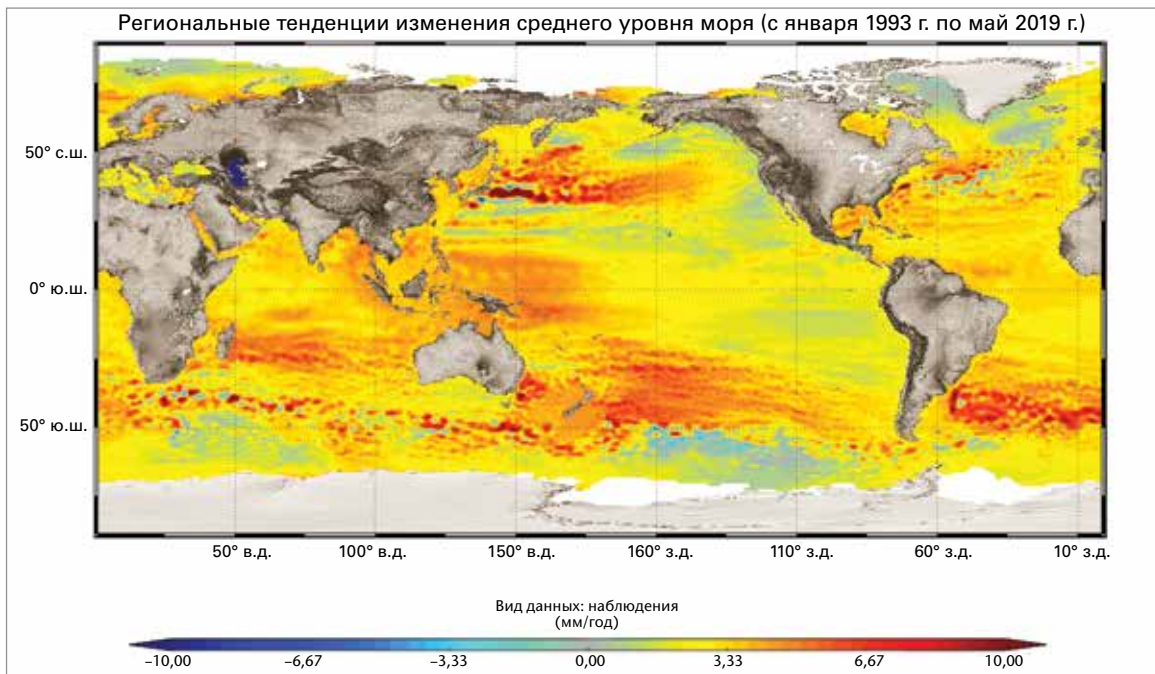 Региональные тенденции изменения среднего уровня моря (с января 1993 г. по май 2019 г.)
50° с.ш.
0° ю.ш.
50° ю.ш.
50° в.д. 100° в.д. 150° в.д. 160° з.д. 110° з.д. 60° з.д. 10° з.д.
Вид данных: наблюдения
(мм/год)
–10,00 –6,67 –3,33 0,00 3,33 6,67 10,00